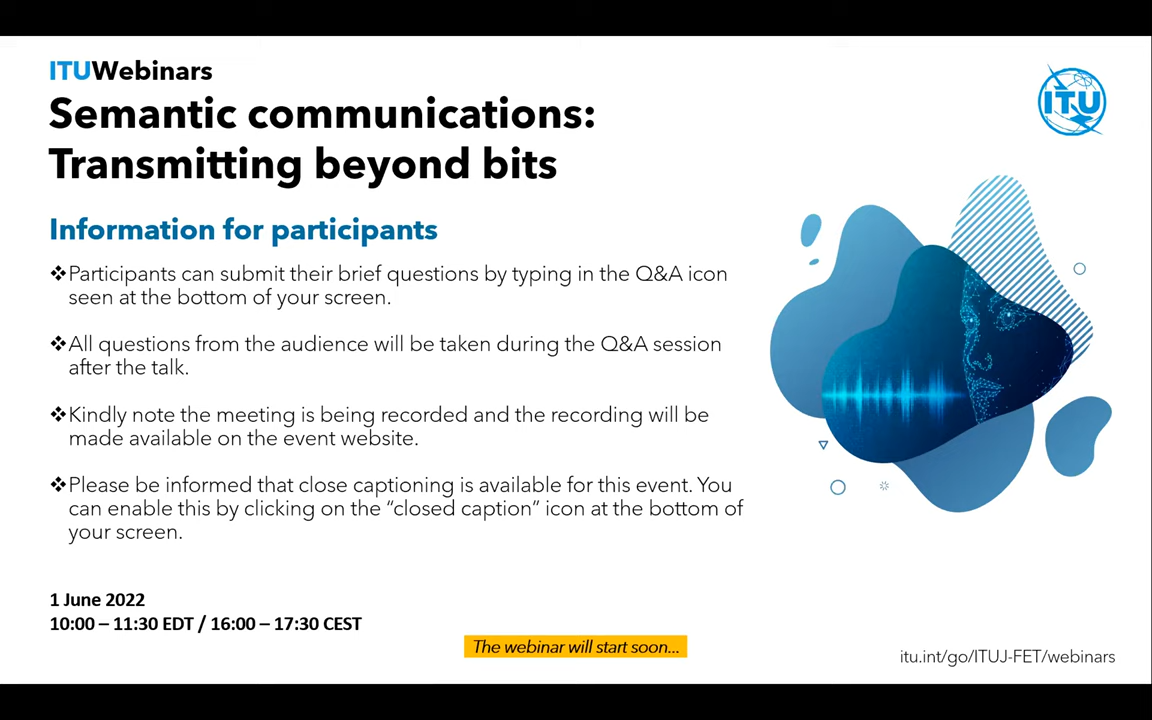 ITUWebinars
Semantic communications:
Transmitting beyond bits
ITU
Information for participants
❖Participants can submit their brief questions by typing in the Q&A icon
seen at the bottom of your screen.
❖All questions from the audience will be taken during the Q&A session
after the talk.
❖Kindly note the meeting is being recorded and the recording will be
made available on the event website.
❖Please be informed that close captioning is available for this event. You
can enable this by clicking on the “closed caption” icon at the bottom of
your screen.
1 June 2022
10:00 – 11:30 EDT / 16:00 – 17:30 CEST
The webinar will start soon...
itu.int/go/ITUJ-FET/webinars